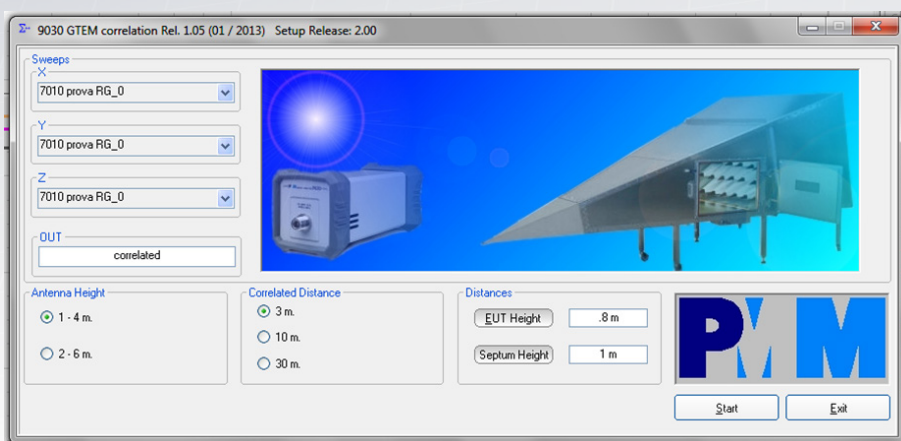 9030 GTEM correlation Rel. 1.05 (01 / 2013) Setup Release: 2.00
Sweeps
X
7010 prova RG_0
Y
7010 prova RG_0
Z
7010 prova RG_0
OUT
correlated
Antenna Height
1 - 4 m.
2 - 6 m.
Correlated Distance
3 m.
10 m.
30 m.
Distances
EUT Height
.8 m
Septum Height
1 m
PMM
Start
Exit